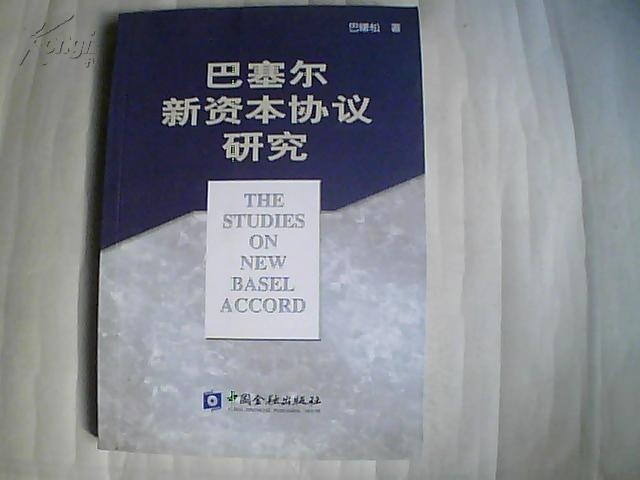 Kongfz
巴曙松 著
巴塞尔
新资本协议
研究
THE
STUDIES
ON
NEW
BASEL
ACCORD
中国金融出版社